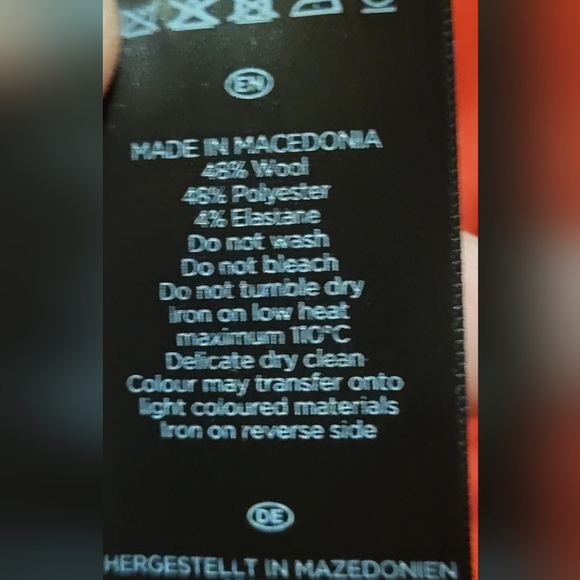 EN
MADE IN MACEDONIA
48% Wool
48% Polyester
4% Elastane
Do not wash
Do not bleach
Do not tumble dry
Iron on low heat
maximum 110°C
Delicate dry clean
Colour may transfer onto
light coloured materials
Iron on reverse side
DE
HERGESTELLT IN MAZEDONIEN